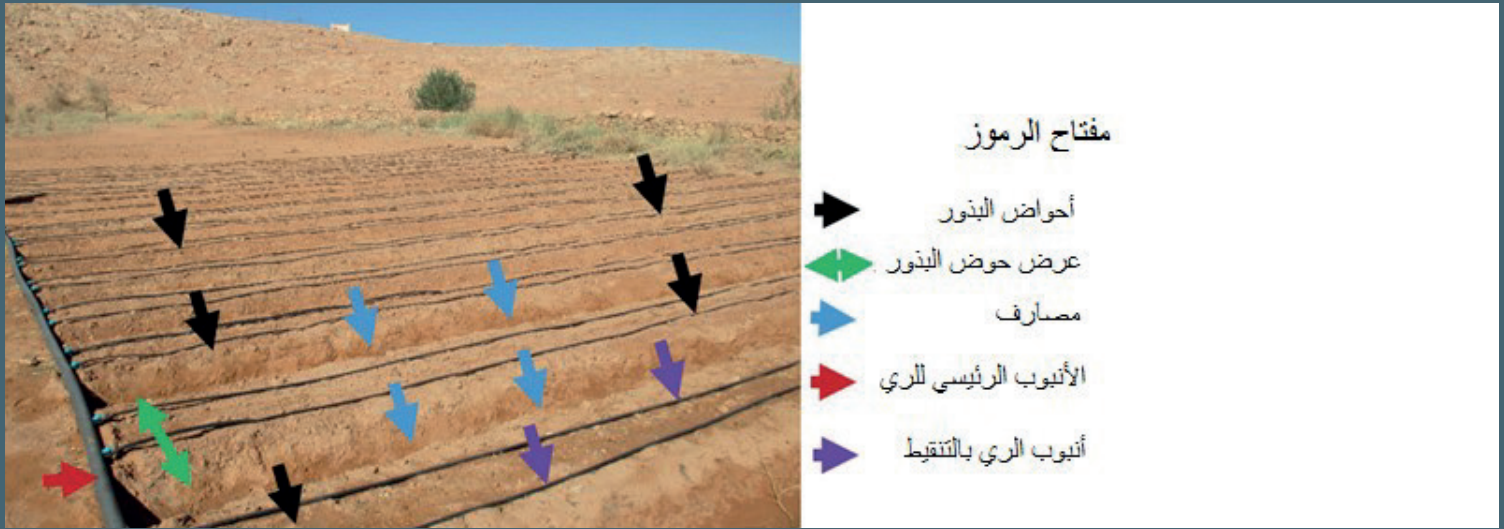 مفتاح الرموز
أحواض البذور
عرض حوض البذور
مصارف
الأنبوب الرئيسي للري
أنبوب الري بالتنقيط